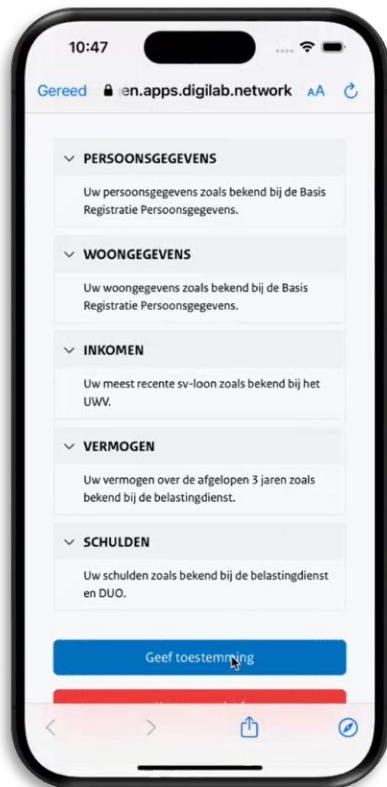 10:47
Gereed en.apps.digilab.network AA
PERSOONSGEGEVENS
Uw persoonsgegevens zoals bekend bij de Basis
Registratie Persoonsgegevens.
WOONGEGEVENS
Uw woongegevens zoals bekend bij de Basis
Registratie Persoonsgegevens.
INKOMEN
Uw meest recente sv-loon zoals bekend bij het
UWV.
VERMOGEN
Uw vermogen over de afgelopen 3 jaren zoals
bekend bij de belastingdienst.
SCHULDEN
Uw schulden zoals bekend bij de belastingdienst
en DUO.
Geef toestemming